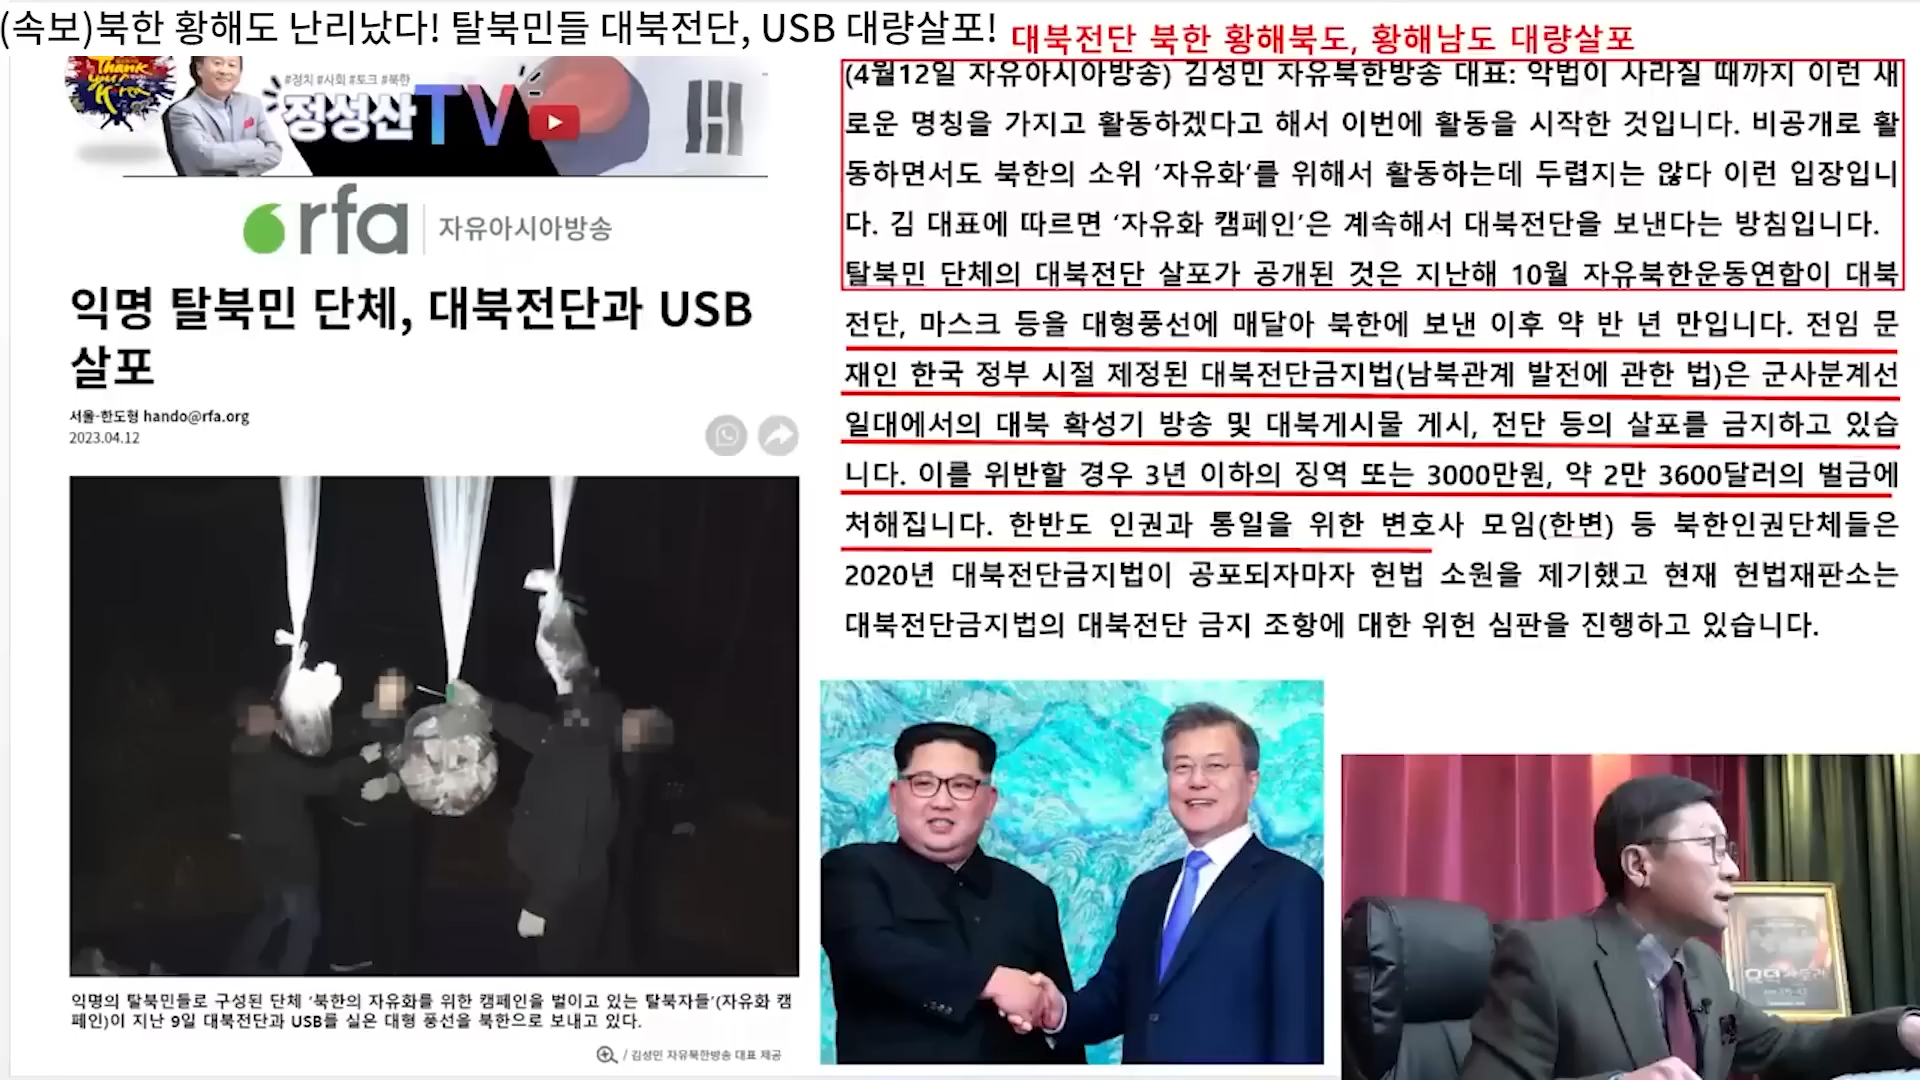 (속보)북한 황해도 난리났다! 탈북민들 대북전단, USB 대량살포!
대북전단 북한 황해북도, 황해남도 대량살포
Thank you Korea
#정치 #사회 #토크 #북한
정성산TV
rfa 자유아시아방송
익명 탈북민 단체, 대북전단과 USB
살포
서울-한도형 hando@rfa.org
2023.04.12
익명의 탈북민들로 구성된 단체 ‘북한의 자유화를 위한 캠페인을 벌이고 있는 탈북자들’(자유화 캠
페인)이 지난 9일 대북전단과 USB를 실은 대형 풍선을 북한으로 보내고 있다.
/ 김성민 자유북한방송 대표 제공
(4월12일 자유아시아방송) 김성민 자유북한방송 대표: 악법이 사라질 때까지 이런 새
로운 명칭을 가지고 활동하겠다고 해서 이번에 활동을 시작한 것입니다. 비공개로 활
동하면서도 북한의 소위 ‘자유화’를 위해서 활동하는데 두렵지는 않다 이런 입장입니
다. 김 대표에 따르면 ‘자유화 캠페인’은 계속해서 대북전단을 보낸다는 방침입니다.
탈북민 단체의 대북전단 살포가 공개된 것은 지난해 10월 자유북한운동연합이 대북
전단, 마스크 등을 대형풍선에 매달아 북한에 보낸 이후 약 반 년 만입니다. 전임 문
재인 한국 정부 시절 제정된 대북전단금지법(남북관계 발전에 관한 법)은 군사분계선
일대에서의 대북 확성기 방송 및 대북게시물 게시, 전단 등의 살포를 금지하고 있습
니다. 이를 위반할 경우 3년 이하의 징역 또는 3000만원, 약 2만 3600달러의 벌금에
처해집니다. 한반도 인권과 통일을 위한 변호사 모임(한변) 등 북한인권단체들은
2020년 대북전단금지법이 공포되자마자 헌법 소원을 제기했고 현재 헌법재판소는
대북전단금지법의 대북전단 금지 조항에 대한 위헌 심판을 진행하고 있습니다.